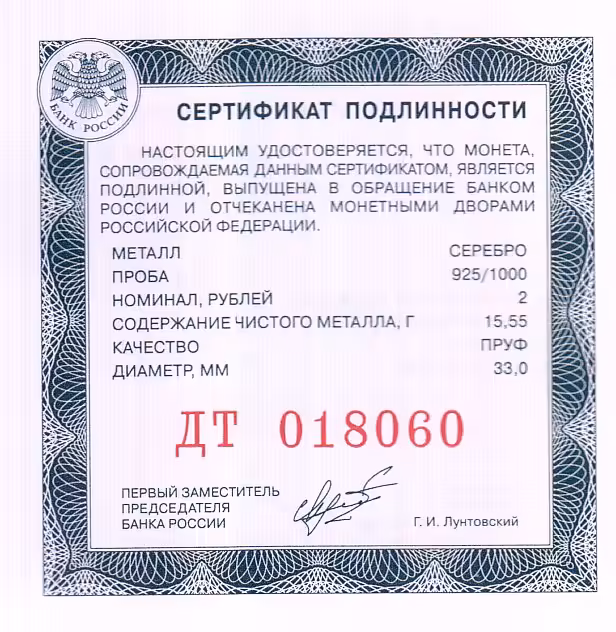 БАНК РОССИИ
СЕРТИФИКАТ ПОДЛИННОСТИ
НАСТОЯЩИМ УДОСТОВЕРЯЕТСЯ, ЧТО МОНЕТА,
СОПРОВОЖДАЕМАЯ ДАННЫМ СЕРТИФИКАТОМ, ЯВЛЯЕТСЯ
ПОДЛИННОЙ, ВЫПУЩЕНА В ОБРАЩЕНИЕ БАНКОМ
РОССИИ И ОТЧЕКАНЕНА МОНЕТНЫМИ ДВОРАМИ
РОССИЙСКОЙ ФЕДЕРАЦИИ.
МЕТАЛЛ СЕРЕБРО
ПРОБА 925/1000
НОМИНАЛ, РУБЛЕЙ 2
СОДЕРЖАНИЕ ЧИСТОГО МЕТАЛЛА, Г 15,55
КАЧЕСТВО ПРУФ
ДИАМЕТР, ММ 33,0
ДТ 018060
ПЕРВЫЙ ЗАМЕСТИТЕЛЬ
ПРЕДСЕДАТЕЛЯ
БАНКА РОССИИ Г. И. Лунтовский